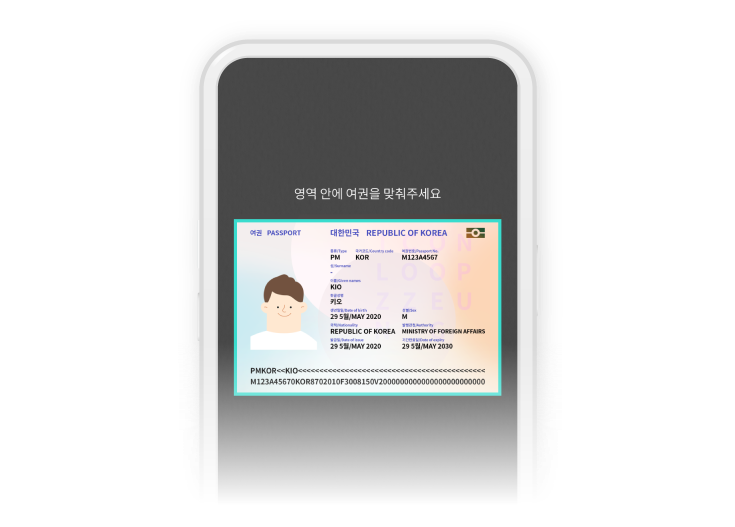 영역 안에 여권을 맞춰주세요
여권 PASSPORT 대한민국 REPUBLIC OF KOREA
종류/Type 국가코드/Country code 여권번호/Passport No.
PM KOR M123A4567
성/Surname
-
이름/Given names
KIO
한글성명
키오
생년월일/Date of birth 성별/Sex
29 5월/MAY 2020 M
국적/Nationality 발행관청/Authority
REPUBLIC OF KOREA MINISTRY OF FOREIGN AFFAIRS
발급일/Date of issue 기간만료일/Date of expiry
29 5월/MAY 2020 29 5월/MAY 2030
LOOP
ZZEU
PMKOR<<KIO<<<<<<<<<<<<<<<<<<<<<<<<<<<<<<<<<<
M123A45670KOR8702010F3008150V20000000000000000000000